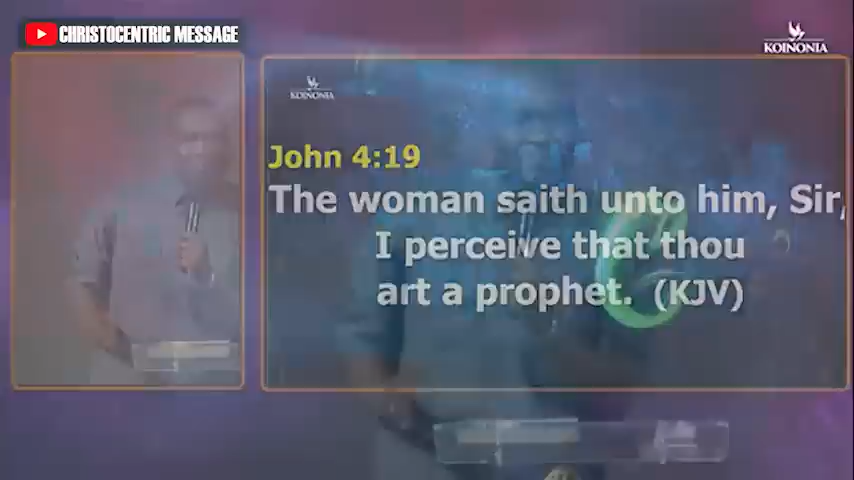 CHRISTOCENTRIC MESSAGE
KOINONIA
KOINONIA
John 4:19
The woman saith unto him, Sir,
I perceive that thou
art a prophet. (KJV)